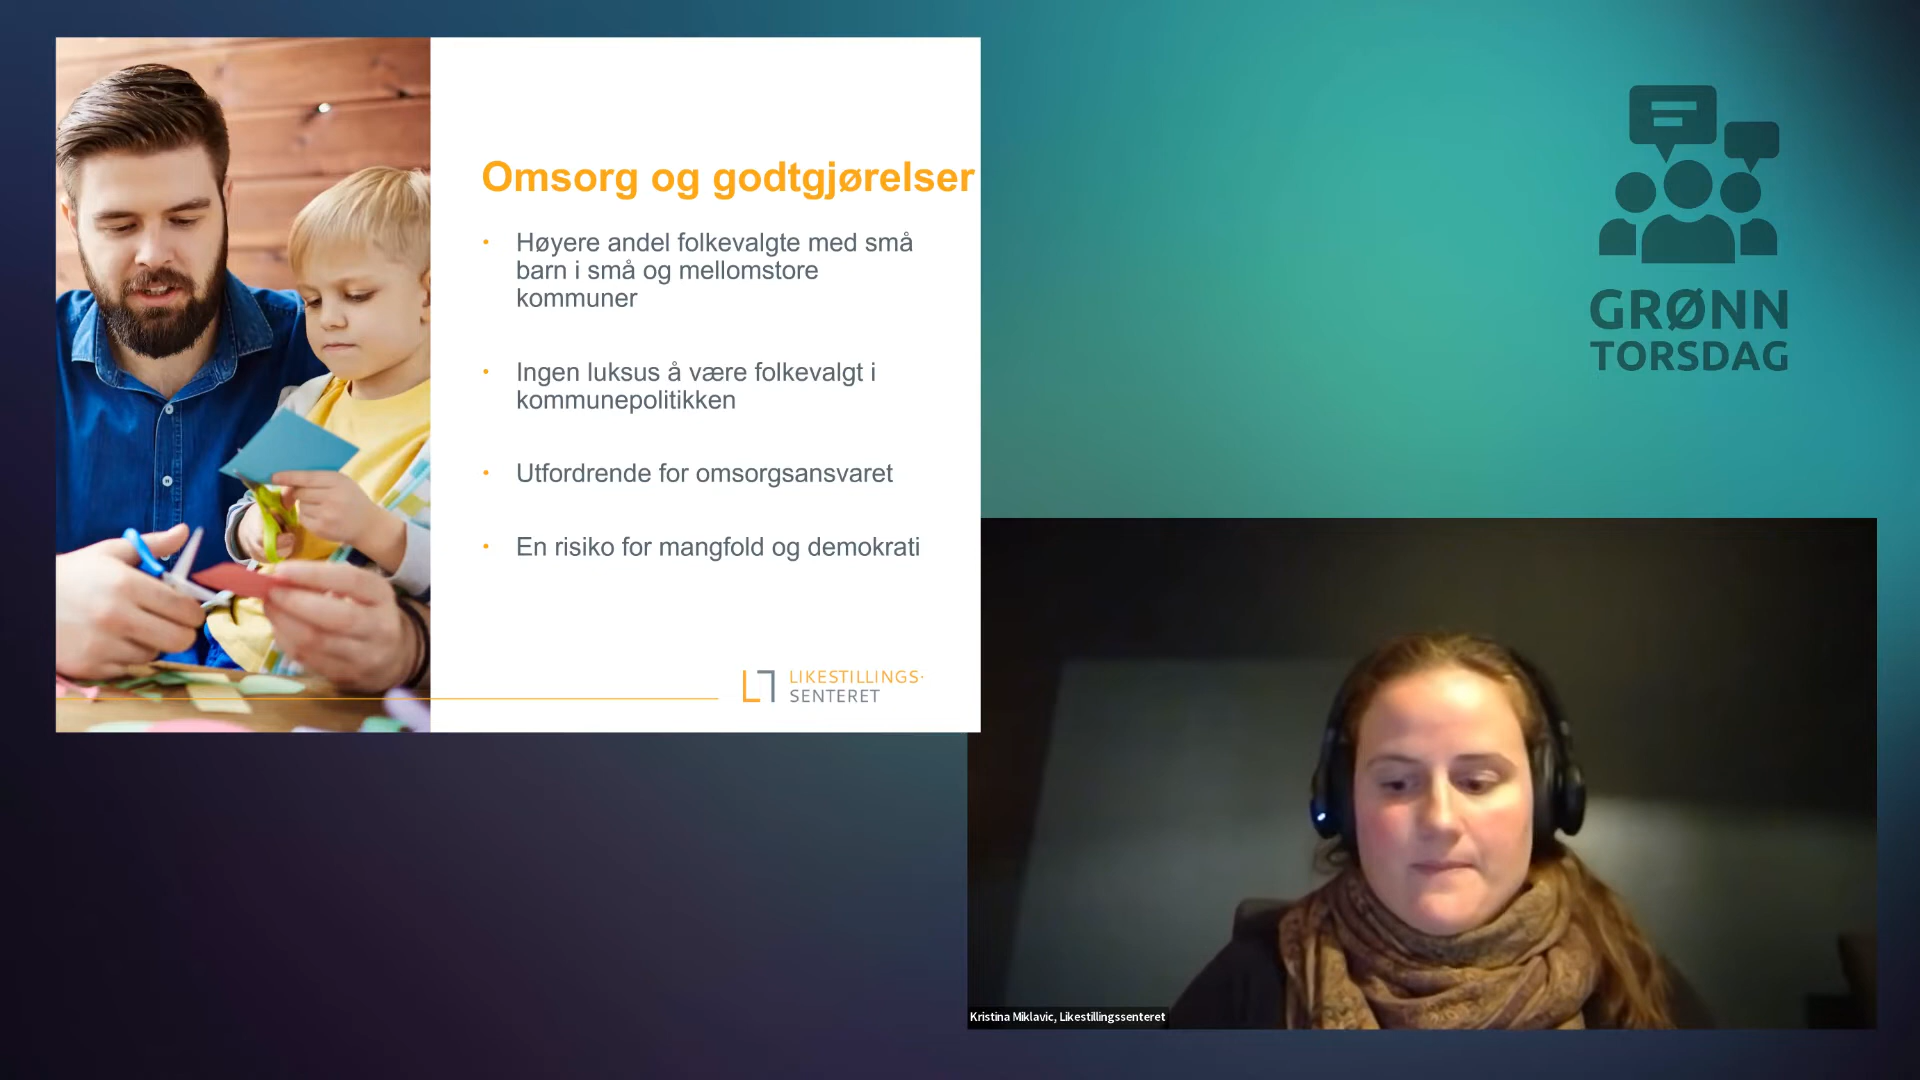 Omsorg og godtgjørelser
• Høyere andel folkevalgte med små
barn i små og mellomstore
kommuner
• Ingen luksus å være folkevalgt i
kommunepolitikken
• Utfordrende for omsorgsansvaret
• En risiko for mangfold og demokrati
LIKESTILLINGS-
SENTERET
GRØNN
TORSDAG
Kristina Miklavic, Likestillingssenteret